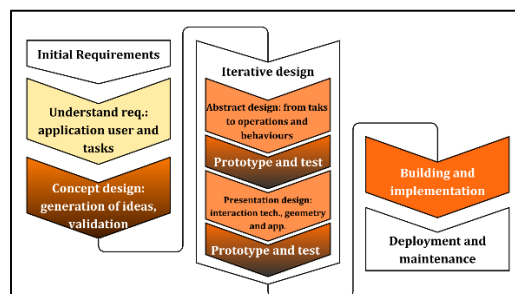 Initial Requirements
Understand req.:
application user and
tasks
Concept design:
generation of ideas,
validation
Iterative design
Abstract design: from taks
to operations and
behaviours
Prototype and test
Presentation design:
interaction tech., geometry
and app.
Prototype and test
Building and
implementation
Deployment and
maintenance